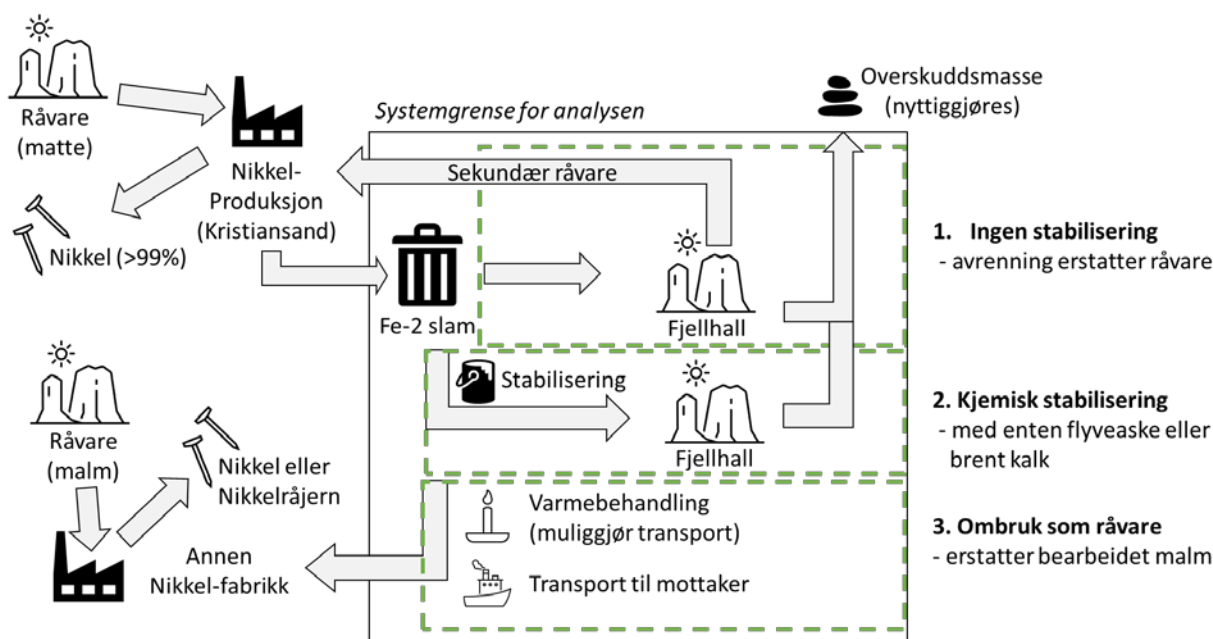 Råvare
(matte)
Nikkel-
Produksjon
(Kristiansand)
Nikkel (>99%)
Systemgrense for analysen
Overskuddsmasse
(nyttiggjøres)
Sekundær råvare
Fe-2 slam
Fjellhall
1. Ingen stabilisering
- avrenning erstatter råvare
Stabilisering
Fjellhall
2. Kjemisk stabilisering
- med enten flyveaske eller
brent kalk
Råvare
(malm)
Nikkel eller
Nikkelråjern
Annen
Nikkel-fabrikk
Varmebehandling
(muliggjør transport)
Transport til mottaker
3. Ombruk som råvare
- erstatter bearbeidet malm